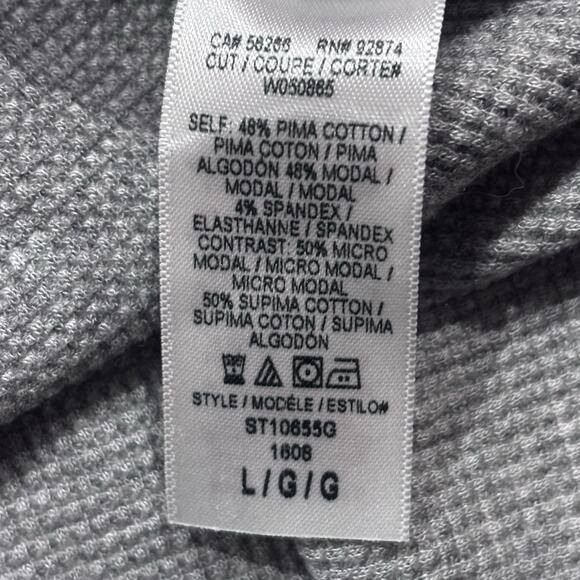 CA# 56266 RN# 92874
CUT / COUPE / CORTE#
W050865
SELF: 48% PIMA COTTON /
PIMA COTON / PIMA
ALGODÓN 48% MODAL /
MODAL / MODAL
4% SPANDEX /
ELASTHANNE / SPANDEX
CONTRAST: 50% MICRO
MODAL / MICRO MODAL /
MICRO MODAL
50% SUPIMA COTTON /
SUPIMA COTON / SUPIMA
ALGODÓN
STYLE / MODÈLE / ESTILO#
ST10655G
1608
L / G / G